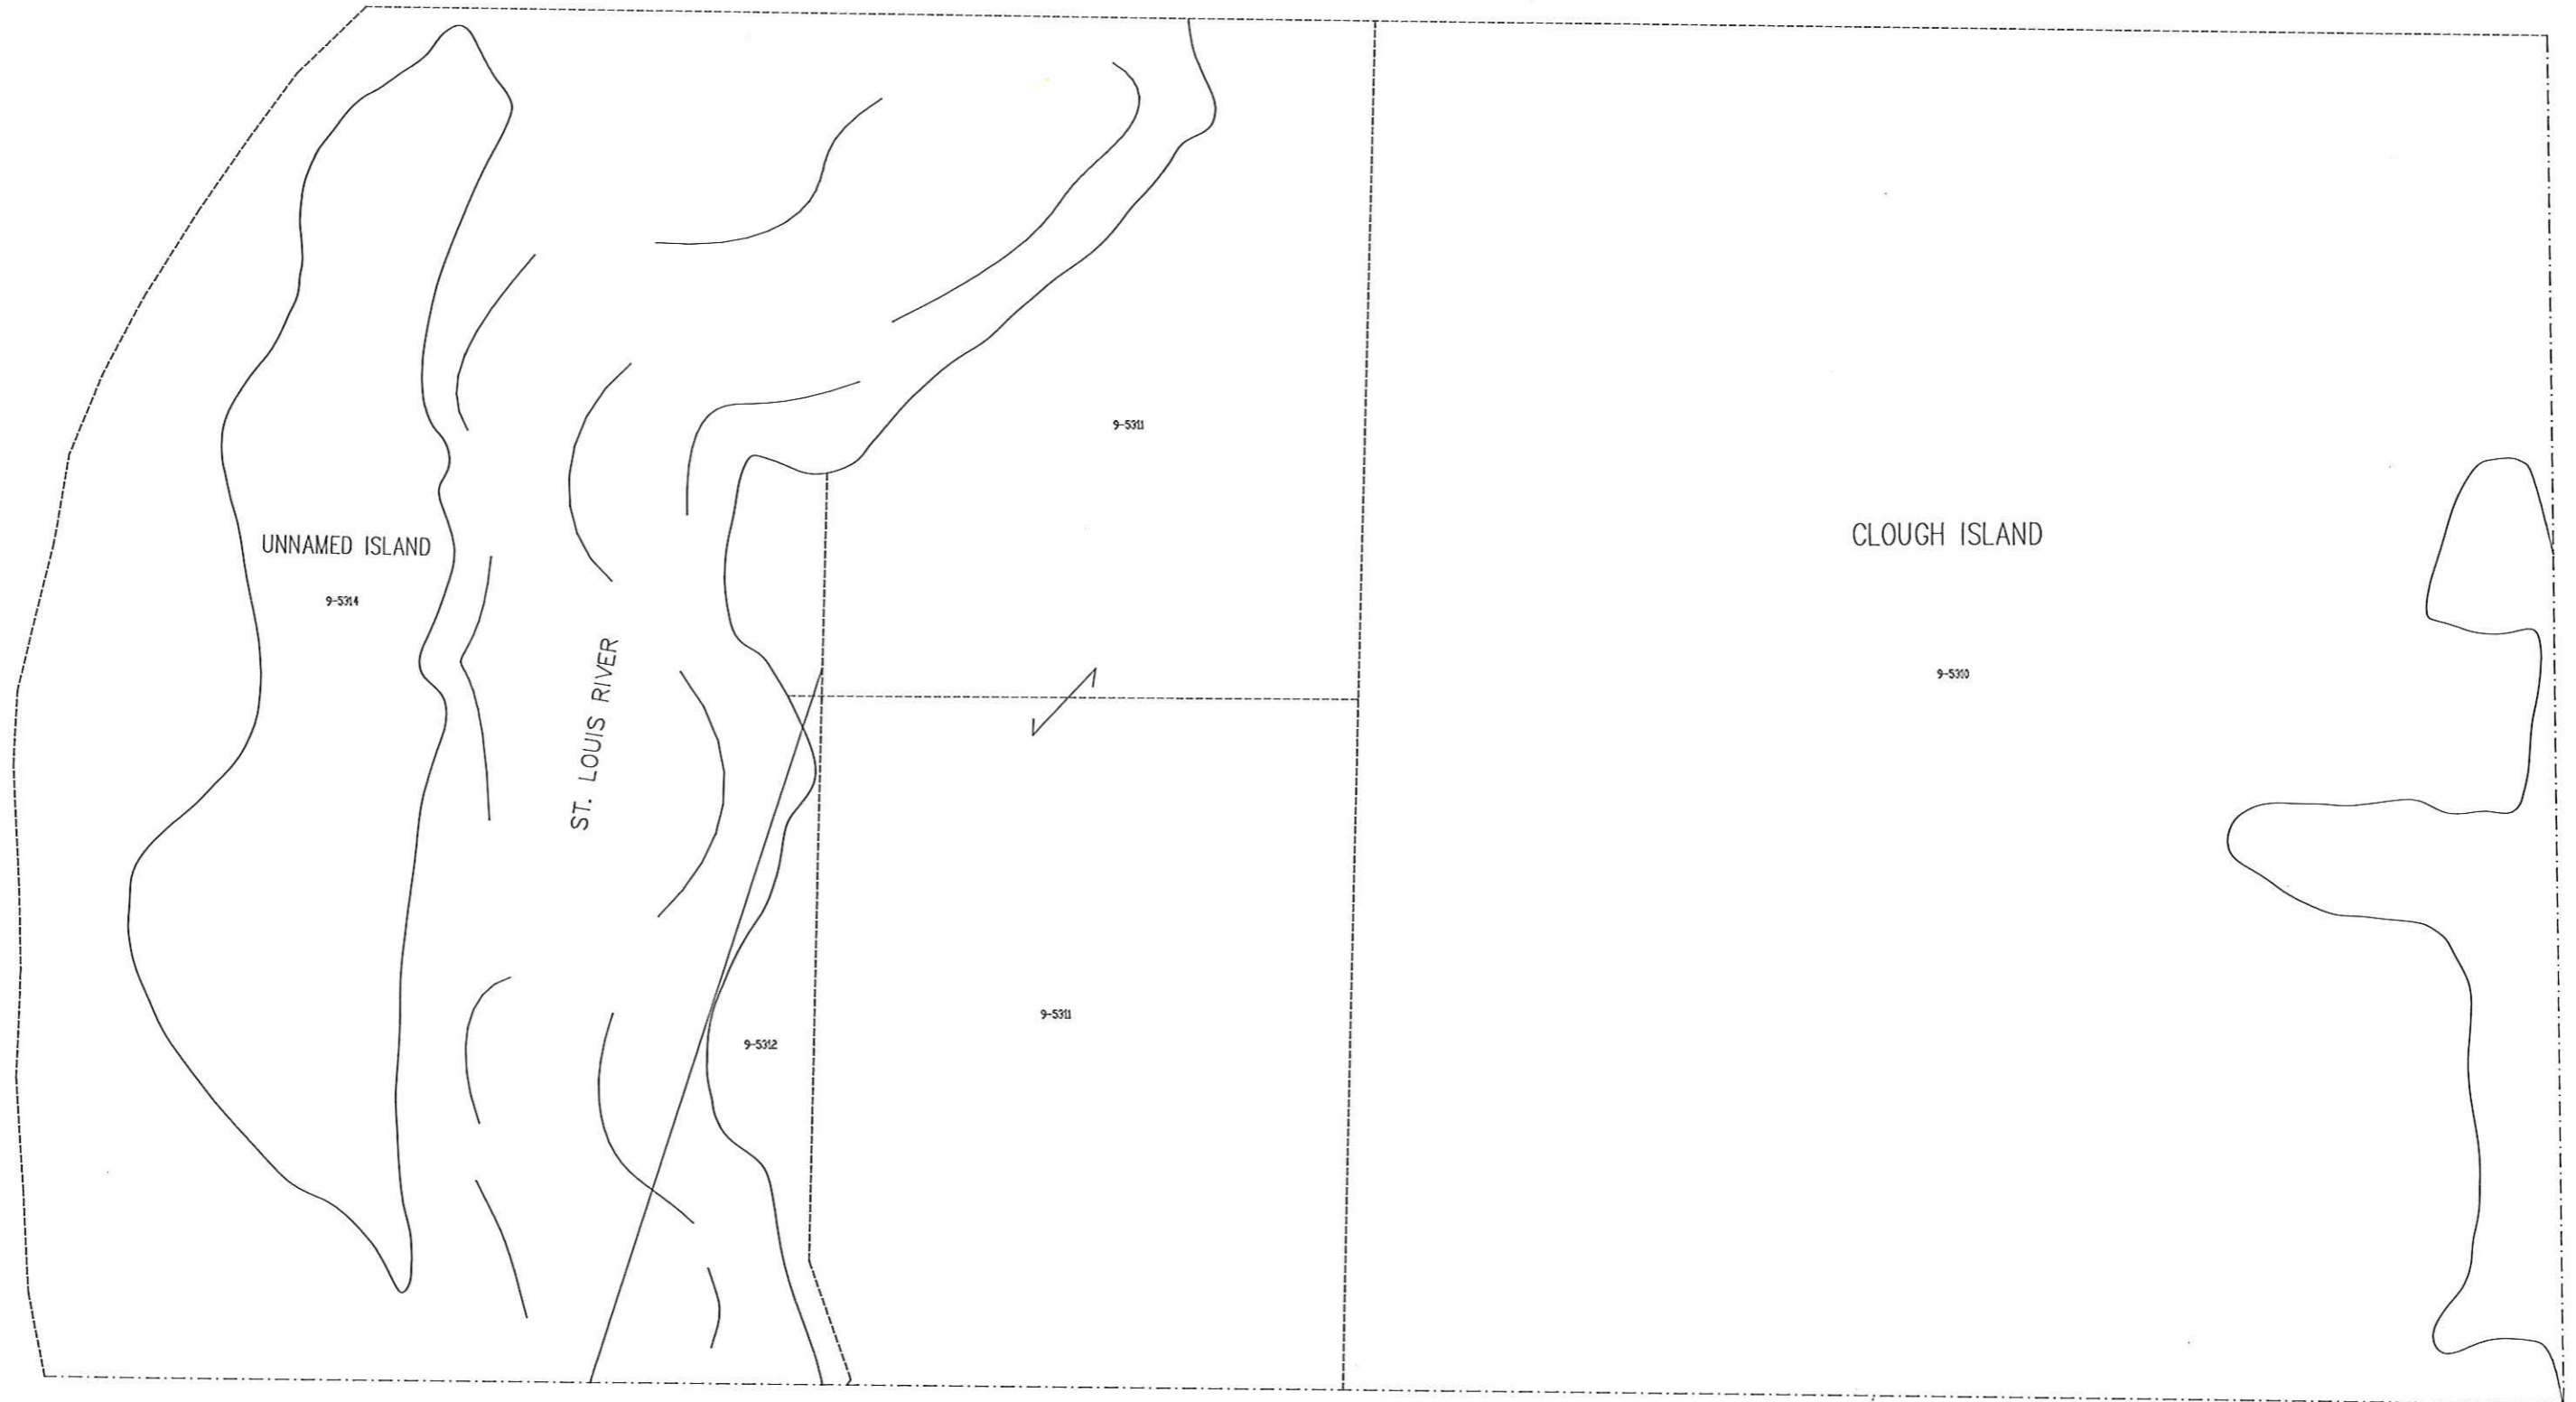 9-5311
CLOUGH ISLAND
UNNAMED ISLAND
9-5314
ST. LOUIS RIVER
9-5310
9-5311
9-5312